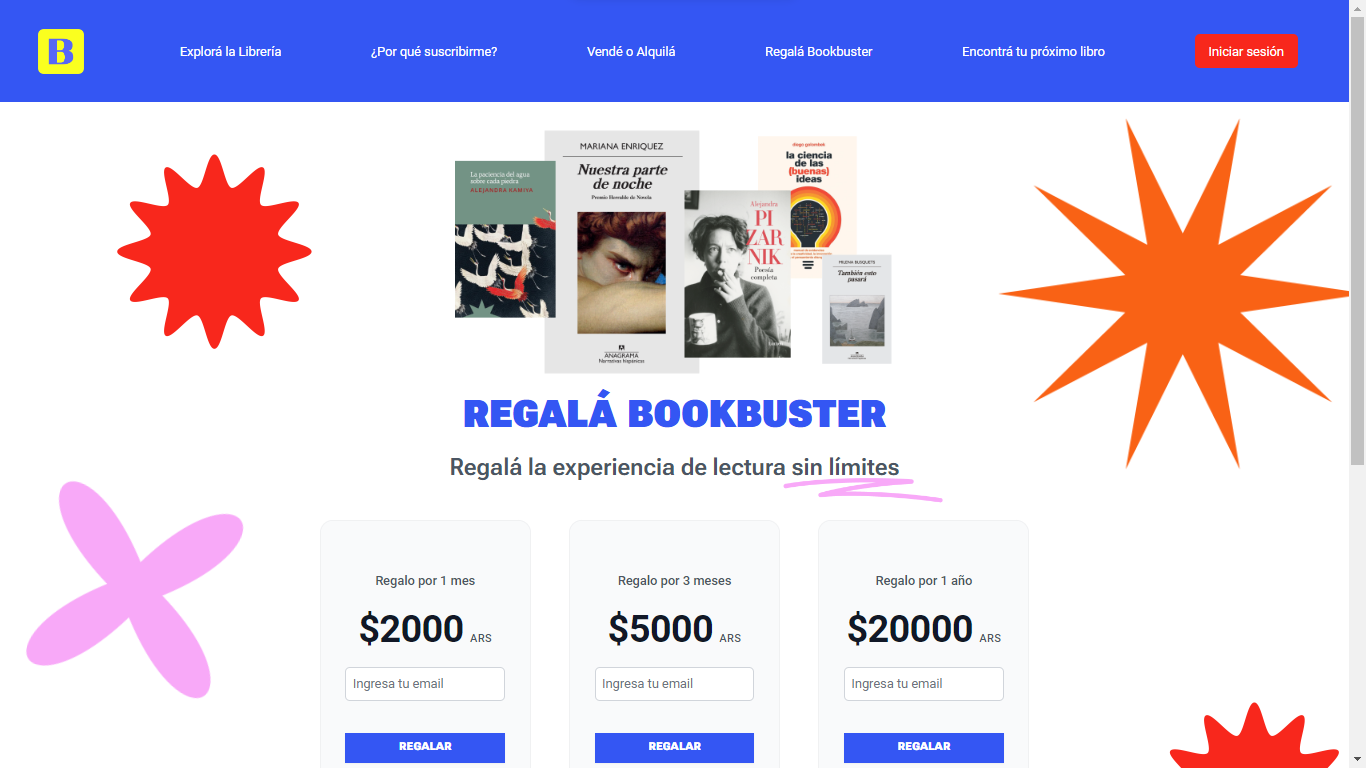 B
Explorá la Librería
¿Por qué suscribirme?
Vendé o Alquilá
Regalá Bookbuster
Encontrá tu próximo libro
Iniciar sesión
La paciencia del agua
sobre cada piedra
ALEJANDRA KAMIYA
MARIANA ENRIQUEZ
Nuestra parte
de noche
Premio Herralde de Novela
ANAGRAMA
Narrativas hispánicas
Alejandra
PI
ZAR
NIK
Poesía
completa
diego golombek
la ciencia
de las
(buenas)
ideas
MILENA BUSQUETS
También esto
pasará
REGALÁ BOOKBUSTER
Regalá la experiencia de lectura sin límites
Regalo por 1 mes
$2000 ARS
Ingresa tu email
REGALAR
Regalo por 3 meses
$5000 ARS
Ingresa tu email
REGALAR
Regalo por 1 año
$20000 ARS
Ingresa tu email
REGALAR